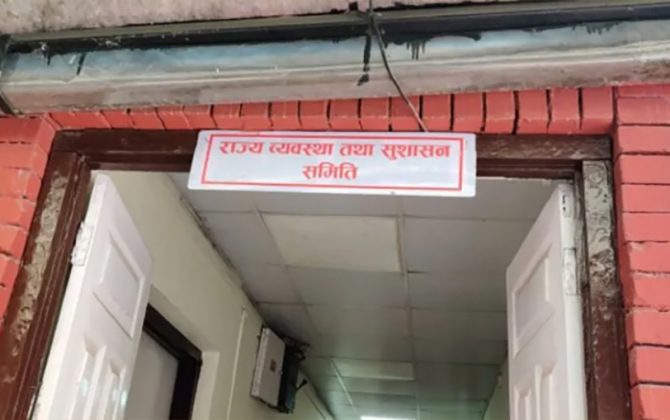 राज्य व्यवस्था तथा सुशासन
समिति